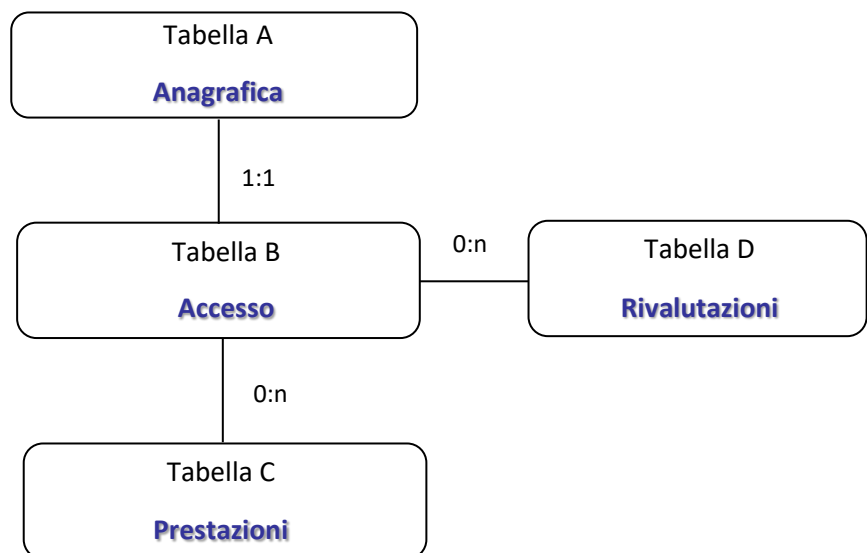 Tabella A
Anagrafica
1:1
Tabella B
Accesso
0:n
Tabella D
Rivalutazioni
0:n
Tabella C
Prestazioni